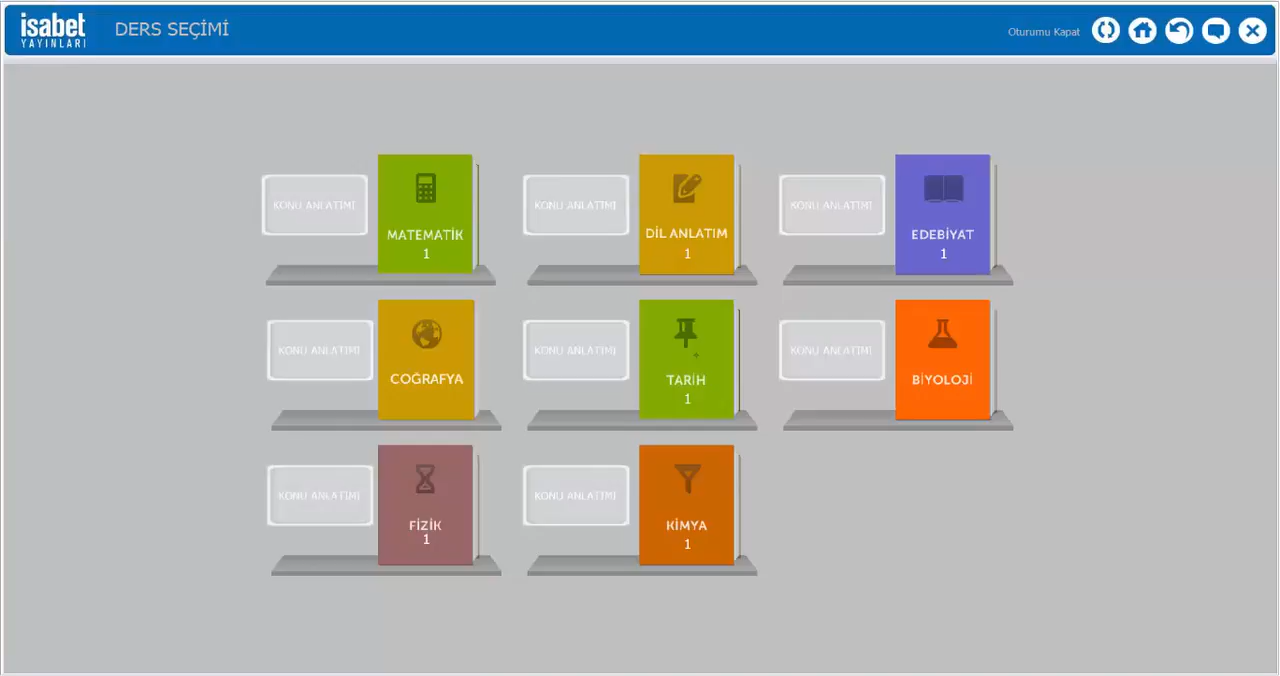 isabet
YAYINLARI
DERS SEÇİMİ
Oturumu Kapat
KONU ANLATIMI
MATEMATİK
1
KONU ANLATIMI
DİL ANLATIM
1
KONU ANLATIMI
EDEBİYAT
1
KONU ANLATIMI
COĞRAFYA
KONU ANLATIMI
TARİH
1
KONU ANLATIMI
BİYOLOJİ
KONU ANLATIMI
FİZİK
1
KONU ANLATIMI
KİMYA
1